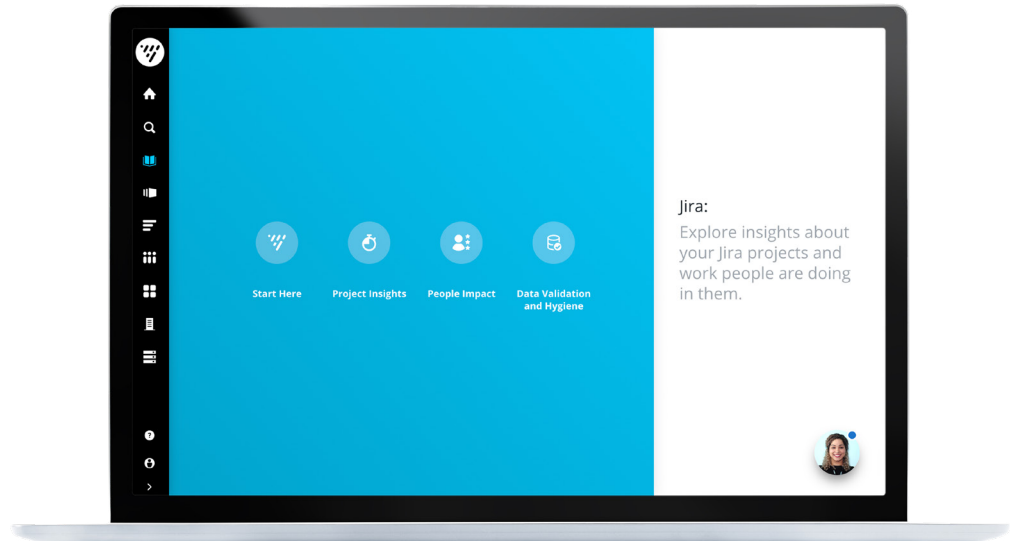 Start Here
Project Insights
People Impact
Data Validation
and Hygiene
Jira:
Explore insights about
your Jira projects and
work people are doing
in them.
?